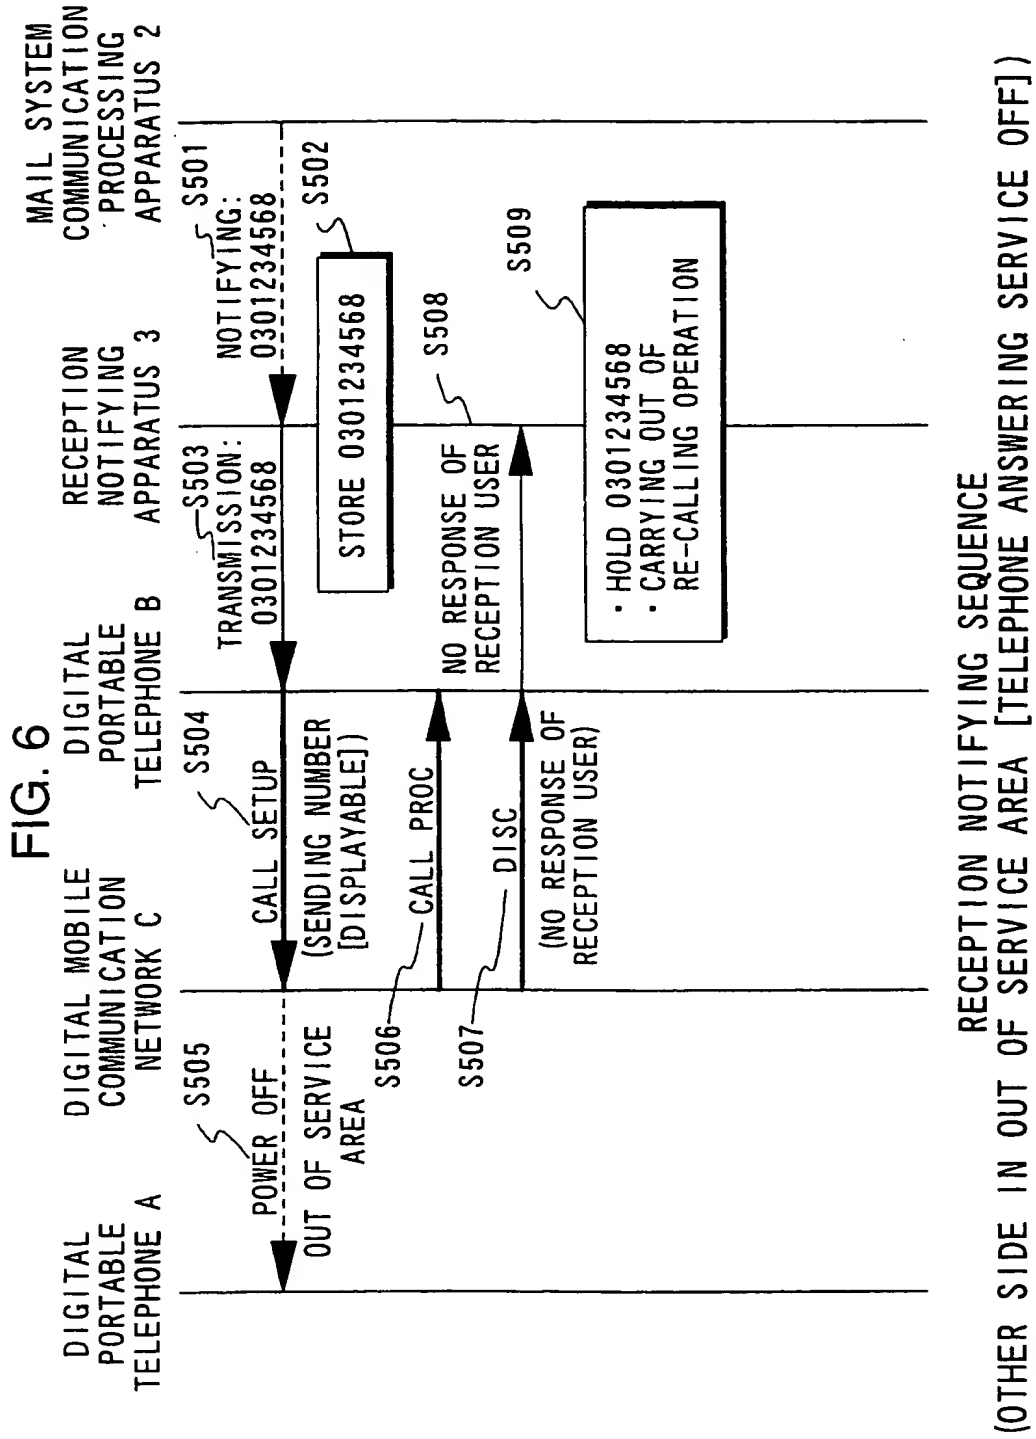 FIG. 6
DIGITAL
PORTABLE
TELEPHONE A
DIGITAL MOBILE
COMMUNICATION
NETWORK C
DIGITAL
PORTABLE
TELEPHONE B
RECEPTION
NOTIFYING
APPARATUS 3
MAIL SYSTEM
COMMUNICATION
PROCESSING
APPARATUS 2
S501
NOTIFYING:
0301234568
S502
STORE 0301234568
S503
TRANSMISSION:
0301234568
S504
CALL SETUP
(SENDING NUMBER
[DISPLAYABLE])
S505
POWER OFF
OUT OF SERVICE
AREA
S506
CALL PROC
S507
DISC
(NO RESPONSE OF
RECEPTION USER)
NO RESPONSE OF
RECEPTION USER
S508
S509
・HOLD 0301234568
・CARRYING OUT OF
RE-CALLING OPERATION
RECEPTION NOTIFYING SEQUENCE
(OTHER SIDE IN OUT OF SERVICE AREA [TELEPHONE ANSWERING SERVICE OFF])